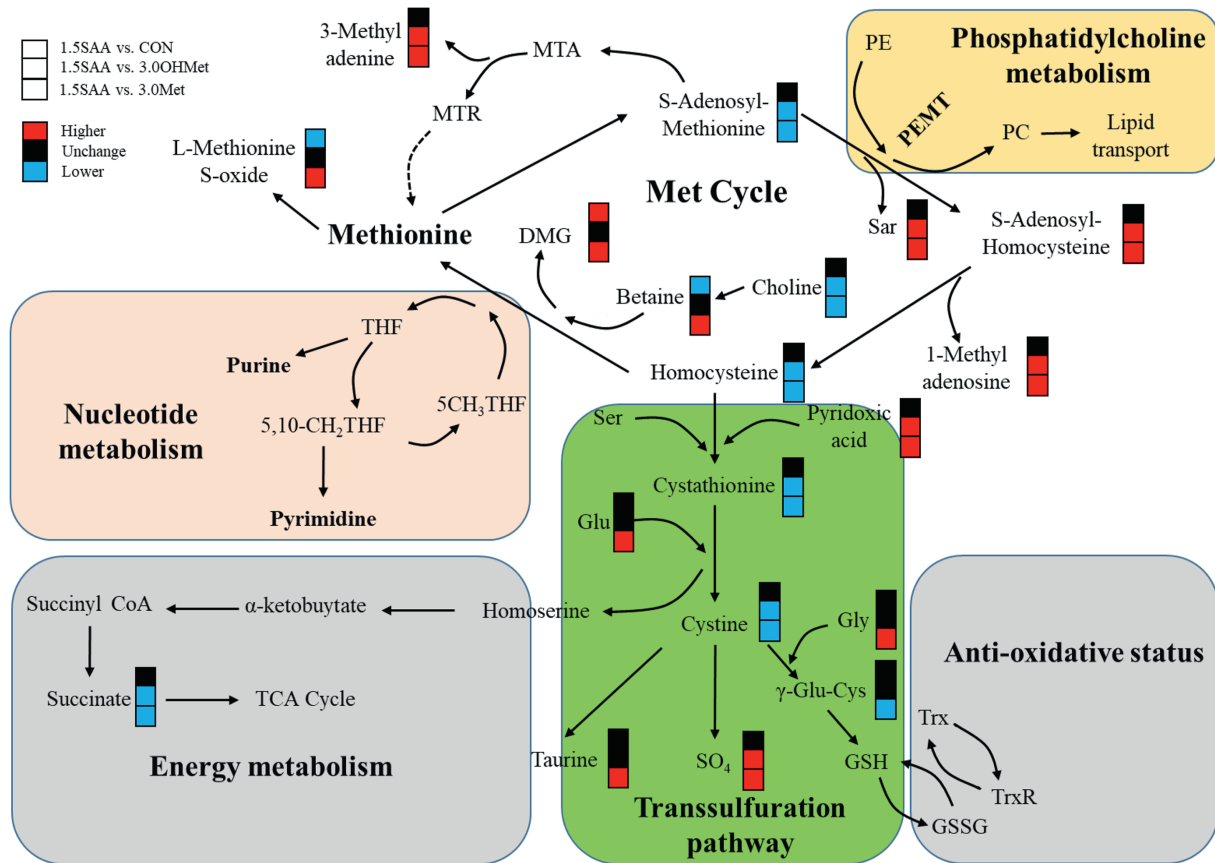 1.5SAA vs. CON
1.5SAA vs. 3.0OHMet
1.5SAA vs. 3.0Met
Higher
Unchange
Lower
3-Methyl
adenine
MTA
MTR
L-Methionine
S-oxide
Methionine
S-Adenosyl-
Methionine
Met Cycle
PE
Phosphatidylcholine
metabolism
PEMT
PC
Lipid
transport
Sar
S-Adenosyl-
Homocysteine
DMG
Betaine
Choline
Homocysteine
1-Methyl
adenosine
THF
Purine
Nucleotide
metabolism
5,10-CH₂THF
5CH₃THF
Pyrimidine
Ser
Pyridoxic
acid
Cystathionine
Glu
Succinyl CoA
α-ketobuytate
Homoserine
Cystine
Gly
Anti-oxidative status
Succinate
TCA Cycle
γ-Glu-Cys
Energy metabolism
Taurine
SO₄
GSH
Trx
TrxR
GSSG
Transsulfuration
pathway